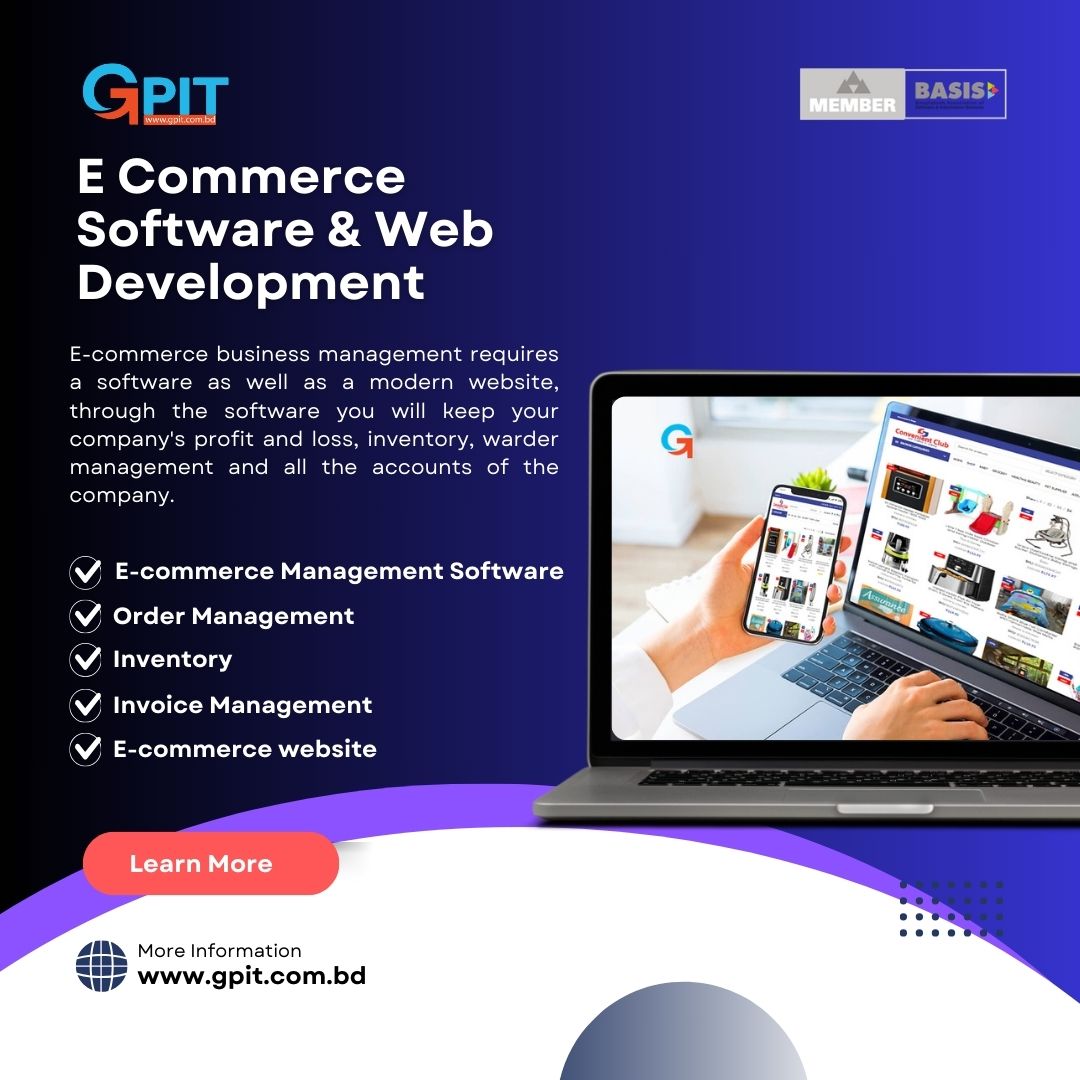 GPIT
www.gpit.com.bd
MEMBER
BASIS
E Commerce
Software & Web
Development
E-commerce business management requires
a software as well as a modern website,
through the software you will keep your
company's profit and loss, inventory, warder
management and all the accounts of the
company.
E-commerce Management Software
Order Management
Inventory
Invoice Management
E-commerce website
Convenient Club
Assurance
Learn More
More Information
www.gpit.com.bd